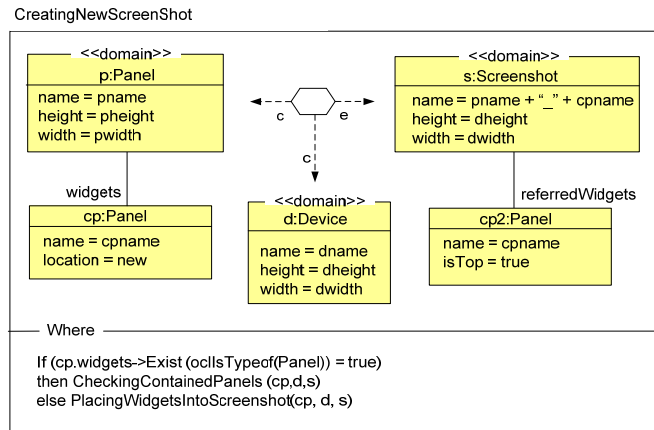 CreatingNewScreenShot
<<domain>>
p:Panel
name = pname
height = pheight
width = pwidth
c
e
c
<<domain>>
s:Screenshot
name = pname + “_” + cpname
height = dheight
width = dwidth
widgets
cp:Panel
name = cpname
location = new
<<domain>>
d:Device
name = dname
height = dheight
width = dwidth
referredWidgets
cp2:Panel
name = cpname
isTop = true
Where
If (cp.widgets->Exist (oclIsTypeof(Panel)) = true)
then CheckingContainedPanels (cp,d,s)
else PlacingWidgetsIntoScreenshot(cp, d, s)